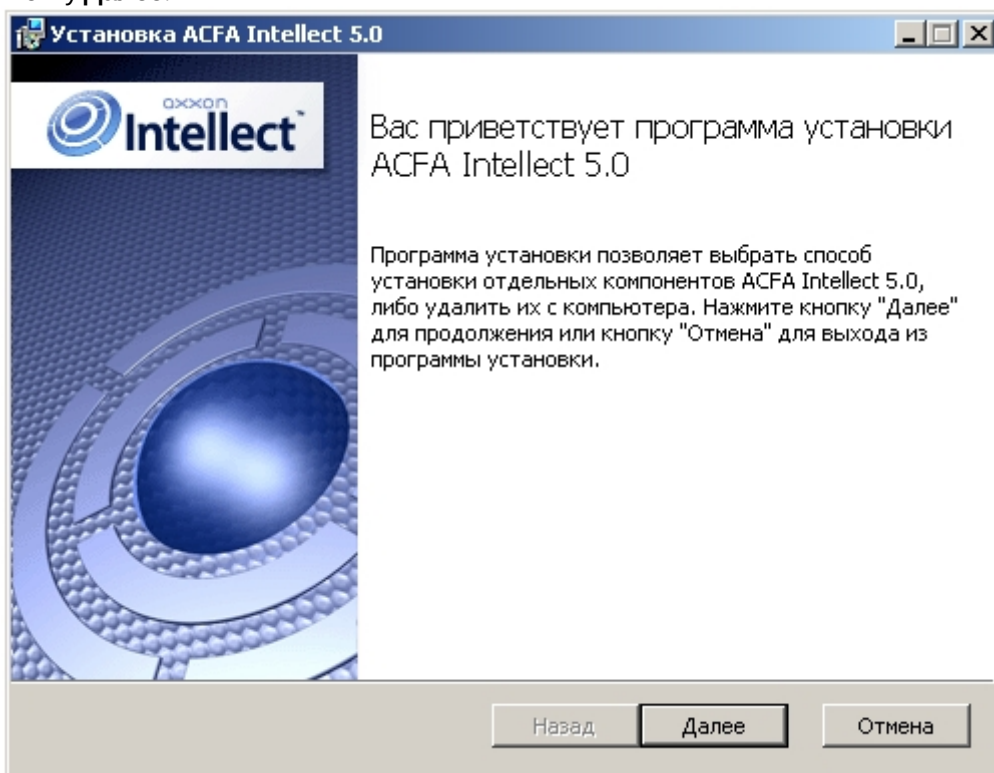 Установка ACFA Intellect 5.0
axxon
Intellect
Вас приветствует программа установки
ACFA Intellect 5.0
Программа установки позволяет выбрать способ
установки отдельных компонентов ACFA Intellect 5.0,
либо удалить их с компьютера. Нажмите кнопку "Далее"
для продолжения или кнопку "Отмена" для выхода из
программы установки.
Назад
Далее
Отмена